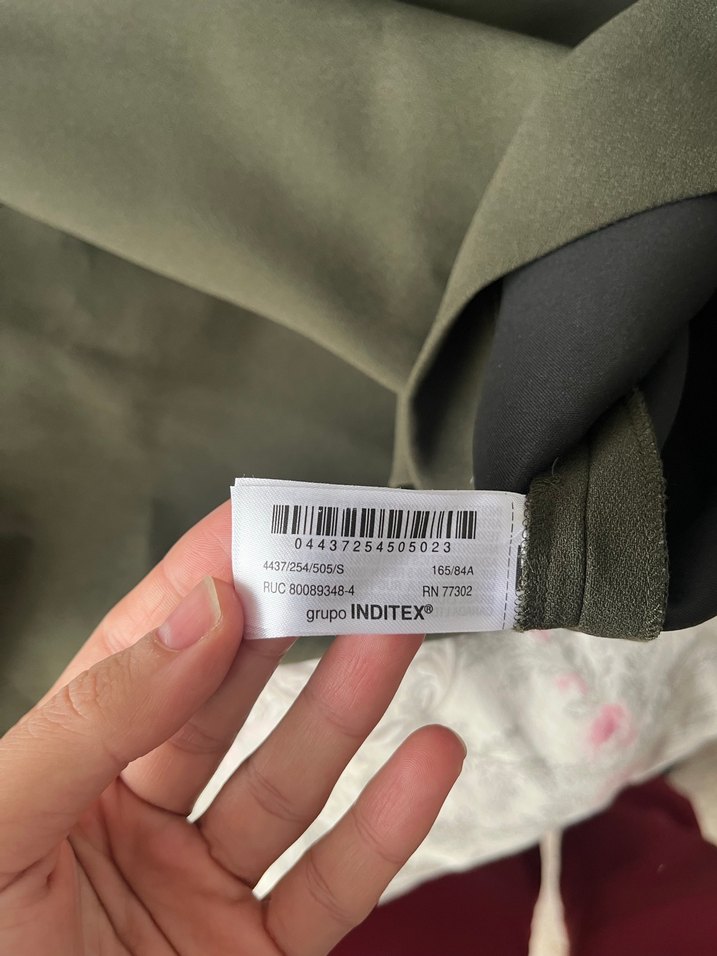 04437254505023
4437/254/505/S 165/84A
RUC 80089348-4 RN 77302
grupo INDITEX®